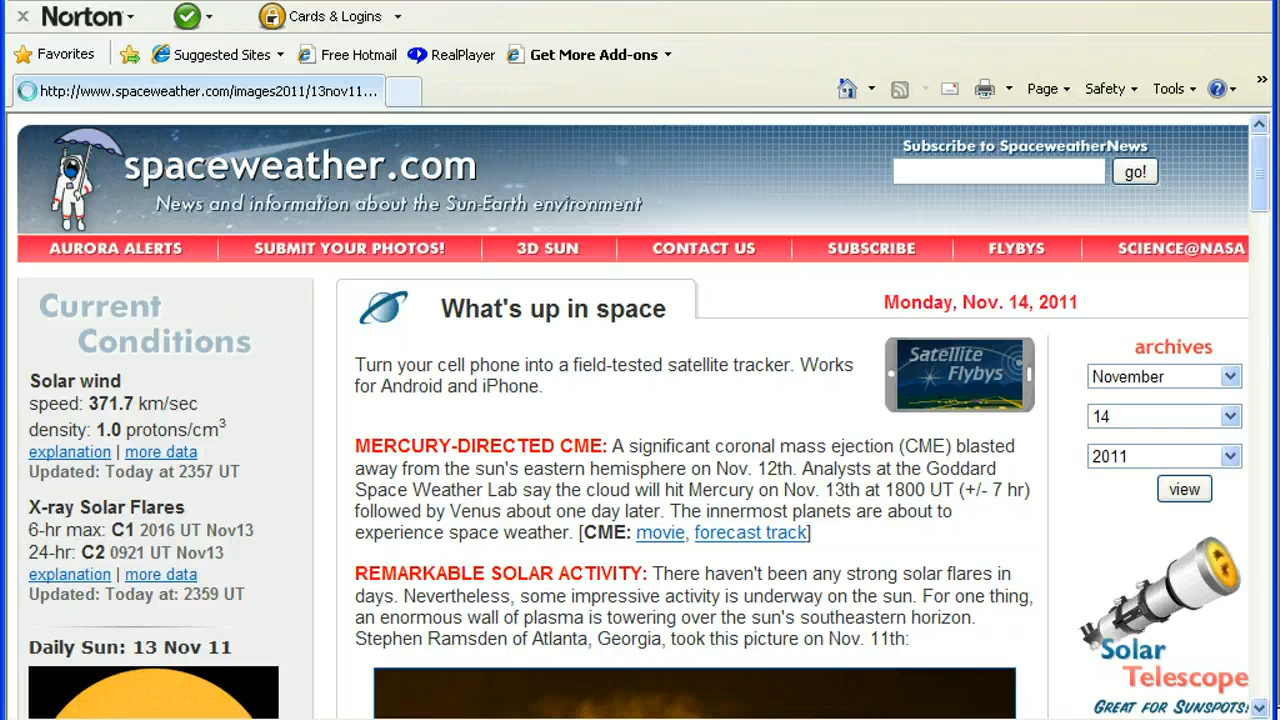 Norton
Cards & Logins
Favorites
Suggested Sites
Free Hotmail
RealPlayer
Get More Add-ons
http://www.spaceweather.com/images2011/13nov11...
Page
Safety
Tools
spaceweather.com
News and information about the Sun-Earth environment
Subscribe to SpaceweatherNews
go!
AURORA ALERTS
SUBMIT YOUR PHOTOS!
3D SUN
CONTACT US
SUBSCRIBE
FLYBYS
SCIENCE@NASA
Current
Conditions
Solar wind
speed: 371.7 km/sec
density: 1.0 protons/cm3
explanation | more data
Updated: Today at 2357 UT
X-ray Solar Flares
6-hr max: C1 2016 UT Nov13
24-hr: C2 0921 UT Nov13
explanation | more data
Updated: Today at: 2359 UT
Daily Sun: 13 Nov 11
What's up in space
Monday, Nov. 14, 2011
Turn your cell phone into a field-tested satellite tracker. Works
for Android and iPhone.
Satellite
Flybys
MERCURY-DIRECTED CME: A significant coronal mass ejection (CME) blasted
away from the sun's eastern hemisphere on Nov. 12th. Analysts at the Goddard
Space Weather Lab say the cloud will hit Mercury on Nov. 13th at 1800 UT (+/- 7 hr)
followed by Venus about one day later. The innermost planets are about to
experience space weather. [CME: movie, forecast track]
REMARKABLE SOLAR ACTIVITY: There haven't been any strong solar flares in
days. Nevertheless, some impressive activity is underway on the sun. For one thing,
an enormous wall of plasma is towering over the sun's southeastern horizon.
Stephen Ramsden of Atlanta, Georgia, took this picture on Nov. 11th:
archives
November
14
2011
view
Solar
Telescope
GREAT FOR SUNSPOTS!